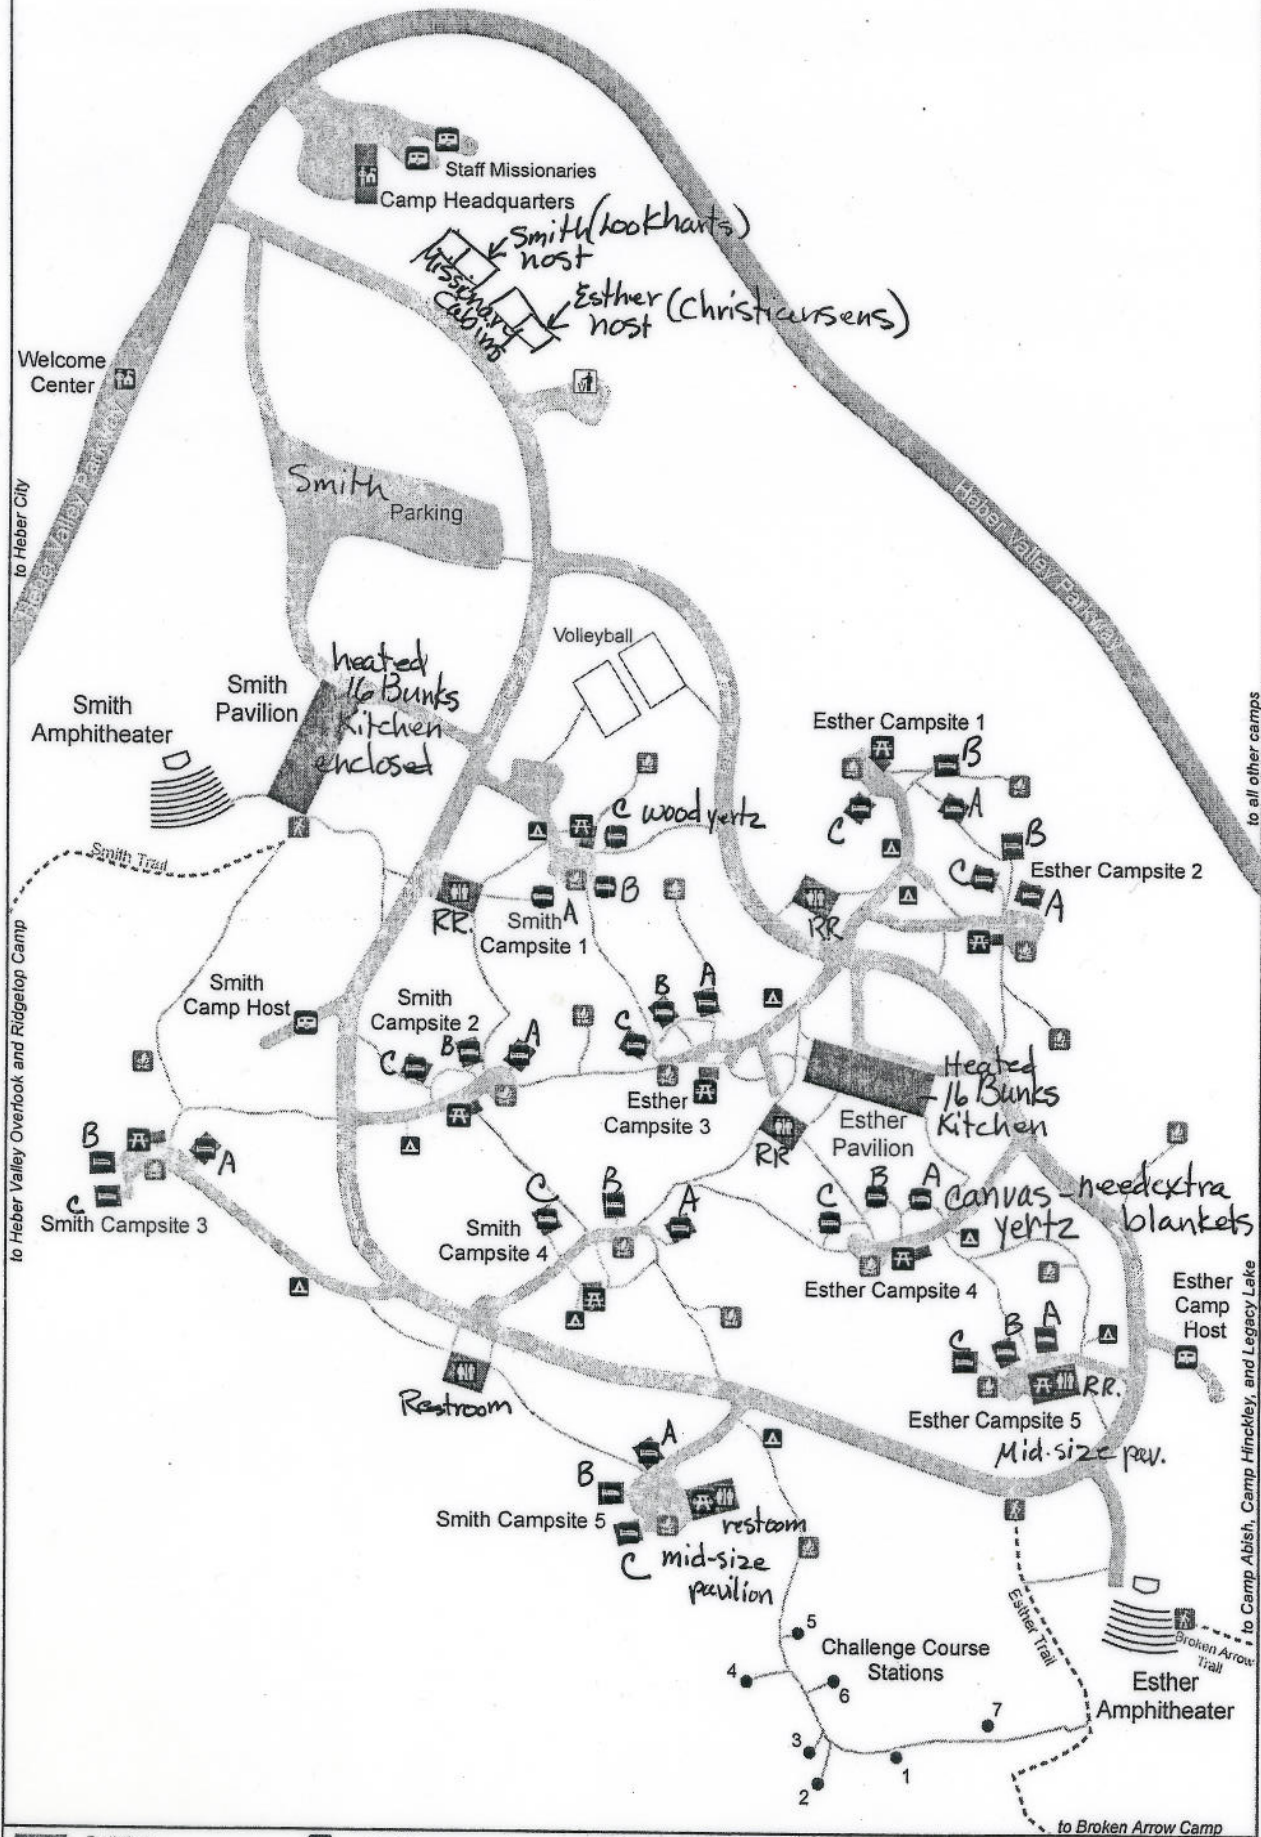 Staff Missionaries
Camp Headquarters
Smith (Lookharts)
host
Missionary
Cabins
Esther (Christiansens)
host
Welcome
Center
Heber Valley Parkway
to Heber City
Smith
Parking
Heber Valley Parkway
to all other camps
Volleyball
heated
16 Bunks
Kitchen
enclosed
Smith
Pavilion
Smith
Amphitheater
Smith Trail
Esther Campsite 1
B
A
C
C wood yertz
B
A
Smith
Campsite 1
RR.
B
Esther Campsite 2
C
A
RR
to Heber Valley Overlook and Ridgetop Camp
Smith
Camp Host
Smith
Campsite 2
C
B
A
B
A
C
Esther
Campsite 3
Heated
- 16 Bunks
Kitchen
Esther
Pavilion
RR
B
A
C
Smith Campsite 3
C
B
A
Smith
Campsite 4
C
B
A
Canvas - need extra
yertz blankets
Esther Campsite 4
Esther
Camp
Host
C
B
A
RR.
Esther Campsite 5
Mid-size pav.
Restroom
A
B
C
Smith Campsite 5
restoom
mid-size
pavilion
to Camp Abish, Camp Hinckley, and Legacy Lake
5
Challenge Course
Stations
4
6
7
3
1
2
Esther Trail
Broken Arrow
Trail
Esther
Amphitheater
to Broken Arrow Camp